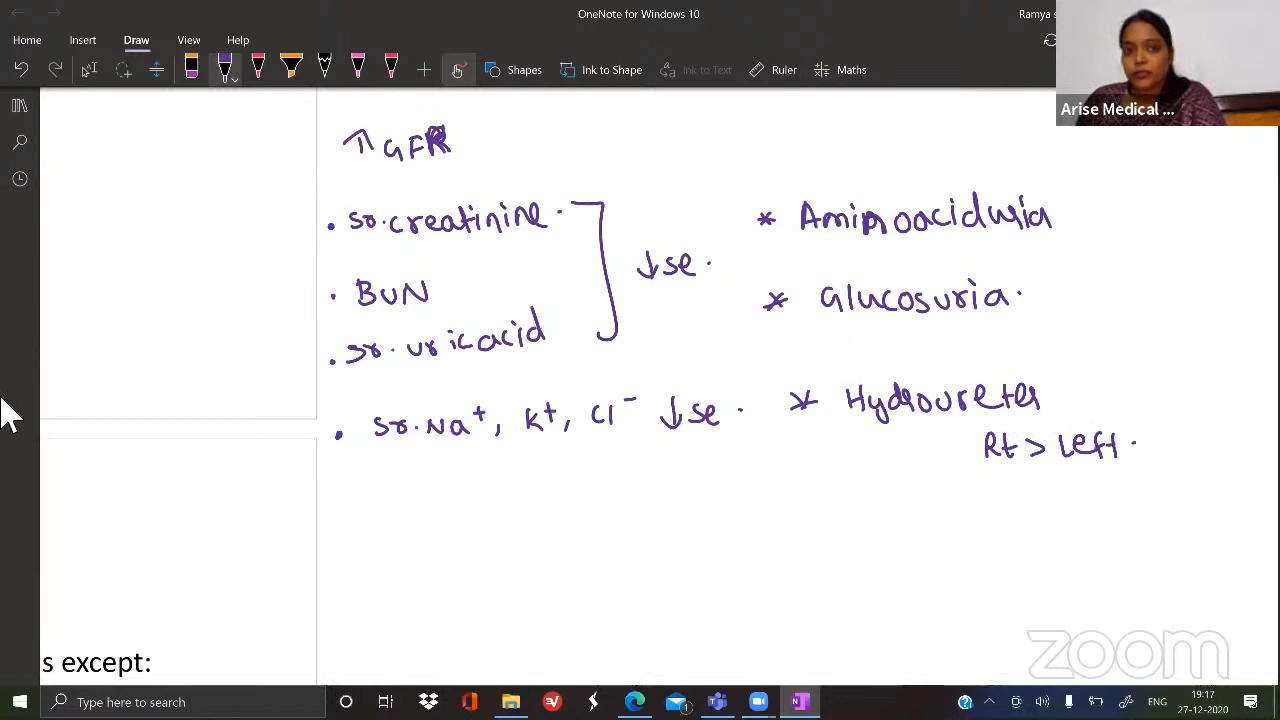 OneNote for Windows 10
Ramya s
Home Insert Draw View Help
Shapes Ink to Shape Ink to Text Ruler Maths
Arise Medical ...
↑ GFR
• sr. creatinine.
• BUN
• sr. uric acid
↓se.
• sr. Na⁺, K⁺, Cl⁻ ↓se.
* Aminoaciduria
* Glucosuria.
* Hydroureter
Rt > Left.
s except:
zoom
Type here to search
ENG
19:17
27-12-2020